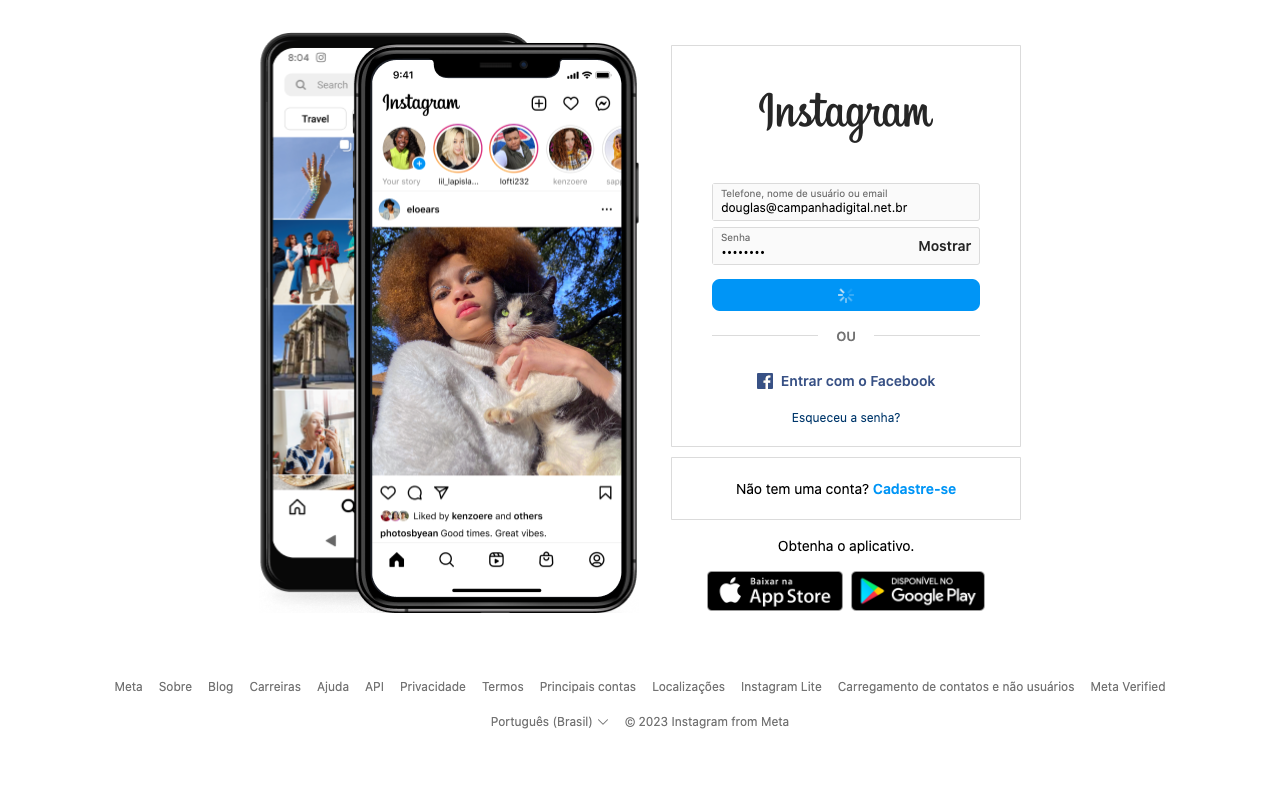 8:04
Search
Travel
9:41
Instagram
Your story
lil_lapisla...
lofti232
kenzoere
sap
eloears
Liked by kenzoere and others
photosbyean Good times. Great vibes.
Instagram
Telefone, nome de usuário ou email
douglas@campanhadigital.net.br
Senha
••••••••
Mostrar
OU
Entrar com o Facebook
Esqueceu a senha?
Não tem uma conta? Cadastre-se
Obtenha o aplicativo.
Baixar na
App Store
DISPONÍVEL NO
Google Play
Meta Sobre Blog Carreiras Ajuda API Privacidade Termos Principais contas Localizações Instagram Lite Carregamento de contatos e não usuários Meta Verified
Português (Brasil) © 2023 Instagram from Meta